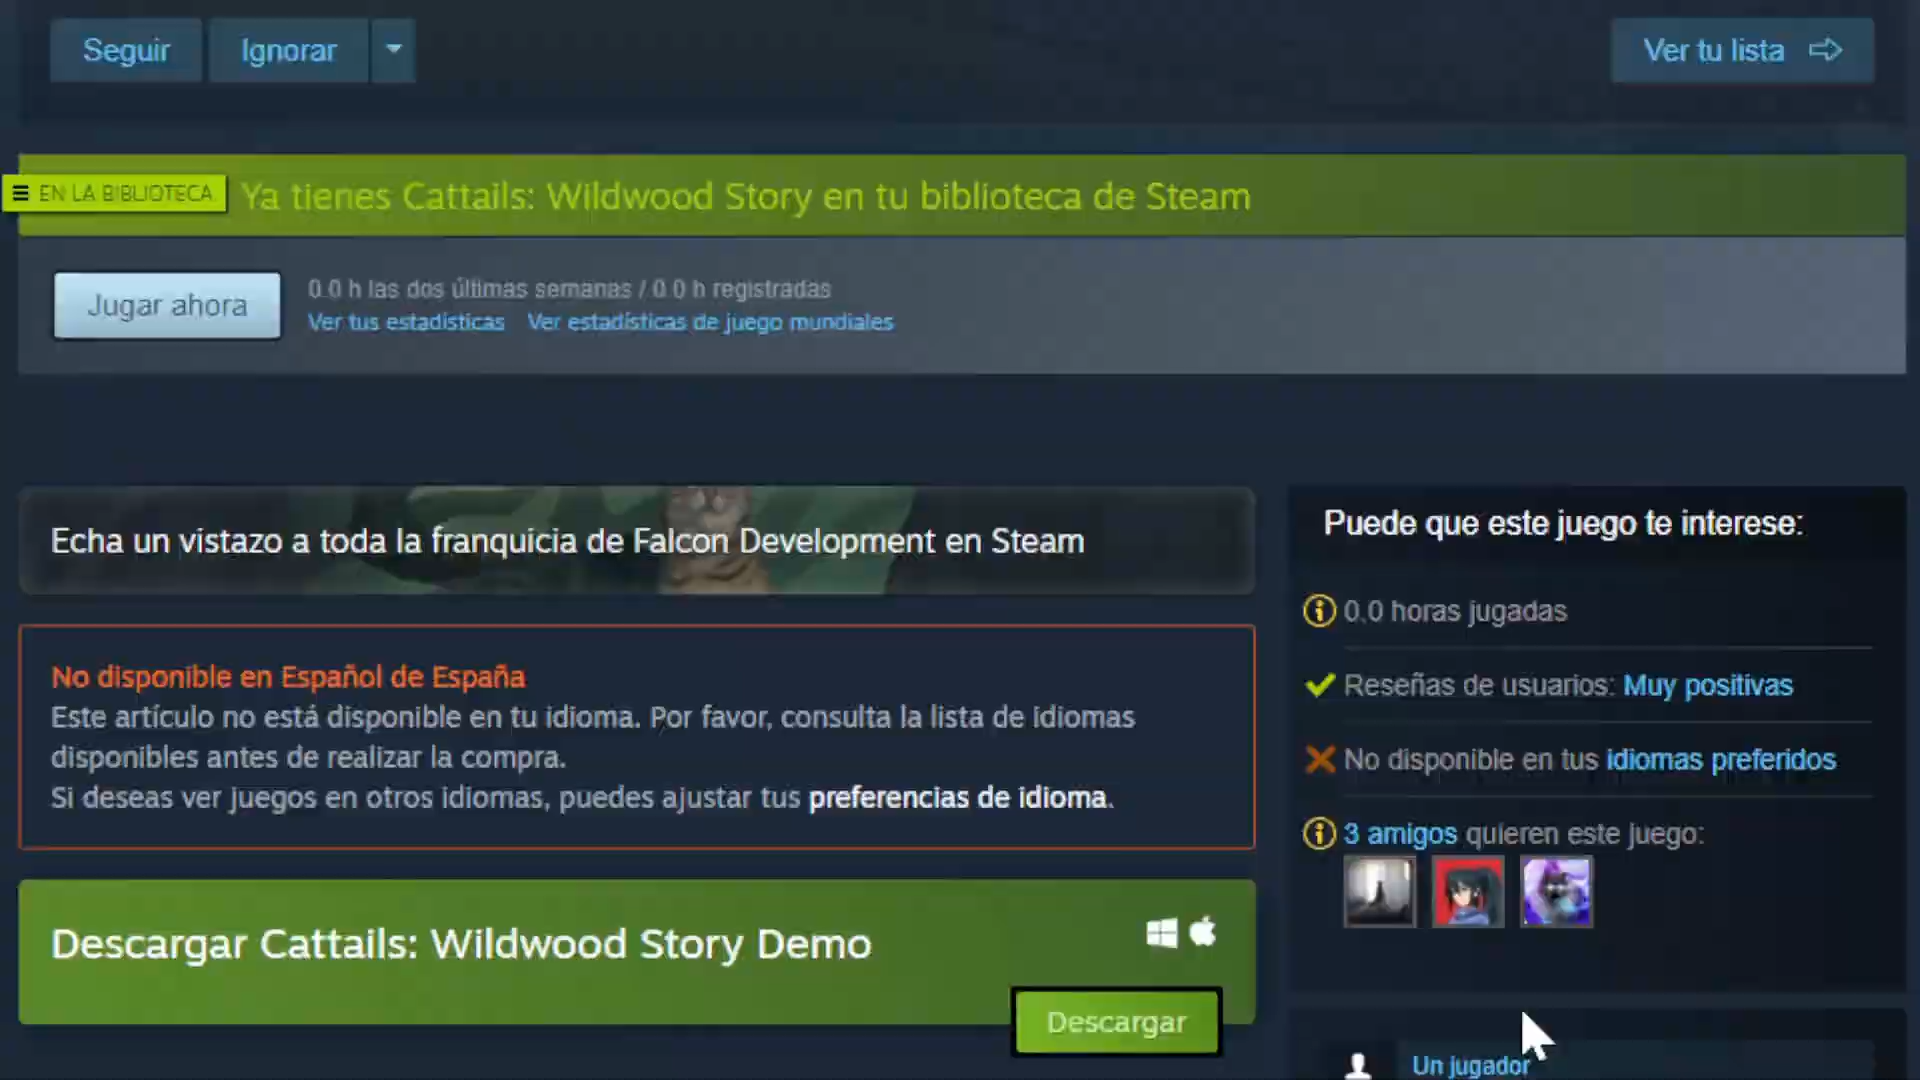 Seguir
Ignorar
Ver tu lista
EN LA BIBLIOTECA
Ya tienes Cattails: Wildwood Story en tu biblioteca de Steam
Jugar ahora
0.0 h las dos últimas semanas / 0.0 h registradas
Ver tus estadísticas
Ver estadísticas de juego mundiales
Echa un vistazo a toda la franquicia de Falcon Development en Steam
No disponible en Español de España
Este artículo no está disponible en tu idioma. Por favor, consulta la lista de idiomas
disponibles antes de realizar la compra.
Si deseas ver juegos en otros idiomas, puedes ajustar tus preferencias de idioma.
Descargar Cattails: Wildwood Story Demo
Descargar
Puede que este juego te interese:
0,0 horas jugadas
Reseñas de usuarios: Muy positivas
No disponible en tus idiomas preferidos
3 amigos quieren este juego:
Un jugador